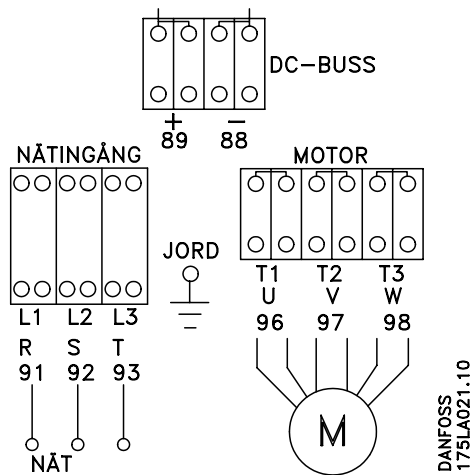 DC-BUSS
+ −
89 88
NÄTINGÅNG
MOTOR
JORD
L1 L2 L3
R S T
91 92 93
NÄT
T1 T2 T3
U V W
96 97 98
M
DANFOSS
175LA021.10